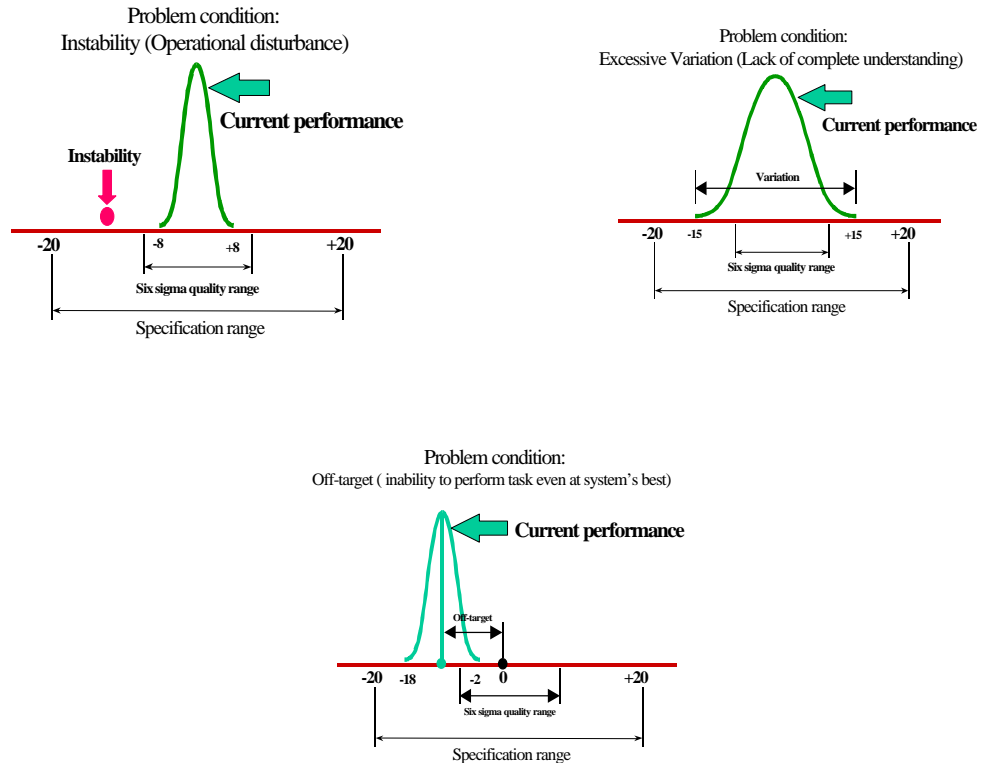 Problem condition:
Instability (Operational disturbance)
Current performance
Instability
-20
-8
+8
+20
Six sigma quality range
Specification range
Problem condition:
Excessive Variation (Lack of complete understanding)
Current performance
Variation
-20
-15
+15
+20
Six sigma quality range
Specification range
Problem condition:
Off-target ( inability to perform task even at system's best)
Current performance
Off-target
-20
-18
-2
0
+20
Six sigma quality range
Specification range